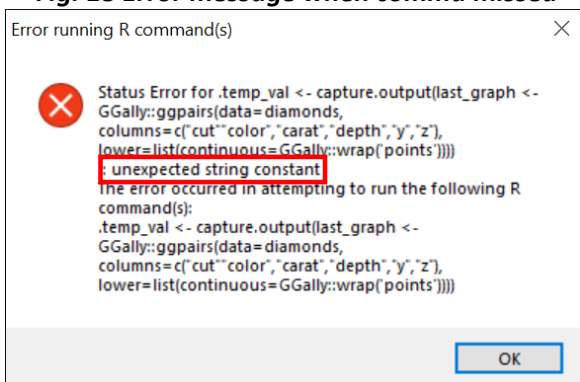 Error message when comma missed
Error running R command(s)
Status Error for .temp_val <- capture.output(last_graph <-
GGally::ggpairs(data=diamonds,
columns=c("cut""color","carat","depth","y","z"),
lower=list(continuous=GGally::wrap('points'))))
: unexpected string constant
The error occurred in attempting to run the following R
command(s):
.temp_val <- capture.output(last_graph <-
GGally::ggpairs(data=diamonds,
columns=c("cut""color","carat","depth","y","z"),
lower=list(continuous=GGally::wrap('points'))))
OK